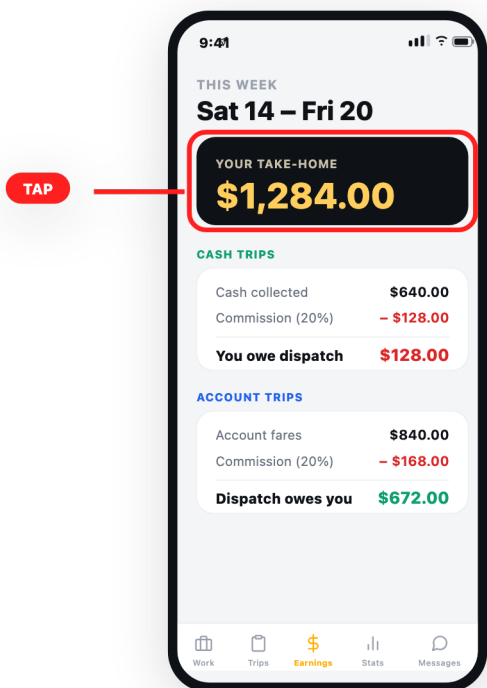 9:41
THIS WEEK
Sat 14 – Fri 20
YOUR TAKE-HOME
$1,284.00
TAP
CASH TRIPS
Cash collected $640.00
Commission (20%) – $128.00
You owe dispatch $128.00
ACCOUNT TRIPS
Account fares $840.00
Commission (20%) – $168.00
Dispatch owes you $672.00
Work Trips Earnings Stats Messages